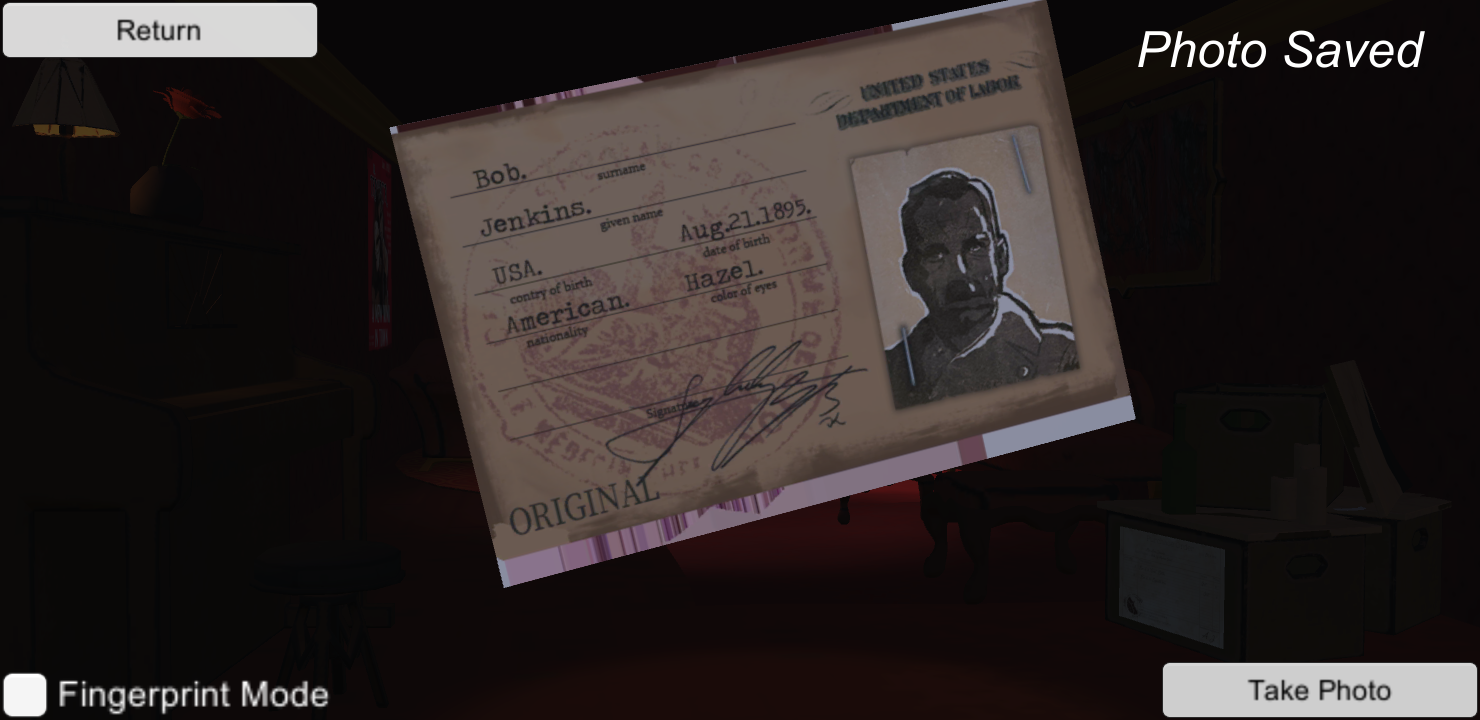 Return
Photo Saved
UNITED STATES
DEPARTMENT OF LABOR
Bob.
surname
Jenkins.
given name
Aug.21.1895.
date of birth
USA.
contry of birth
Hazel.
color of eyes
American.
nationality
Signature
ORIGINAL
Fingerprint Mode
Take Photo